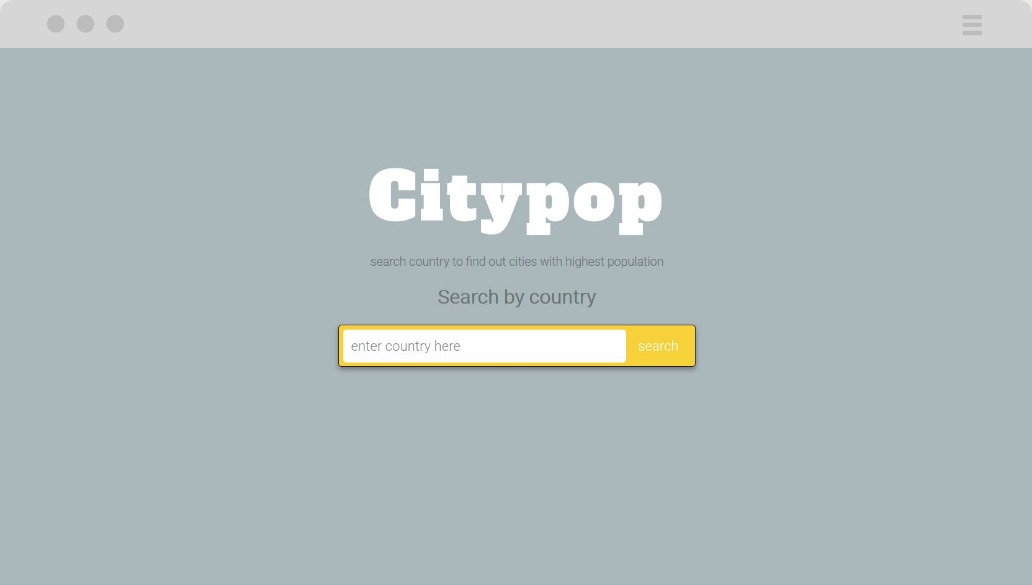 Citypop
search country to find out cities with highest population
Search by country
enter country here
search